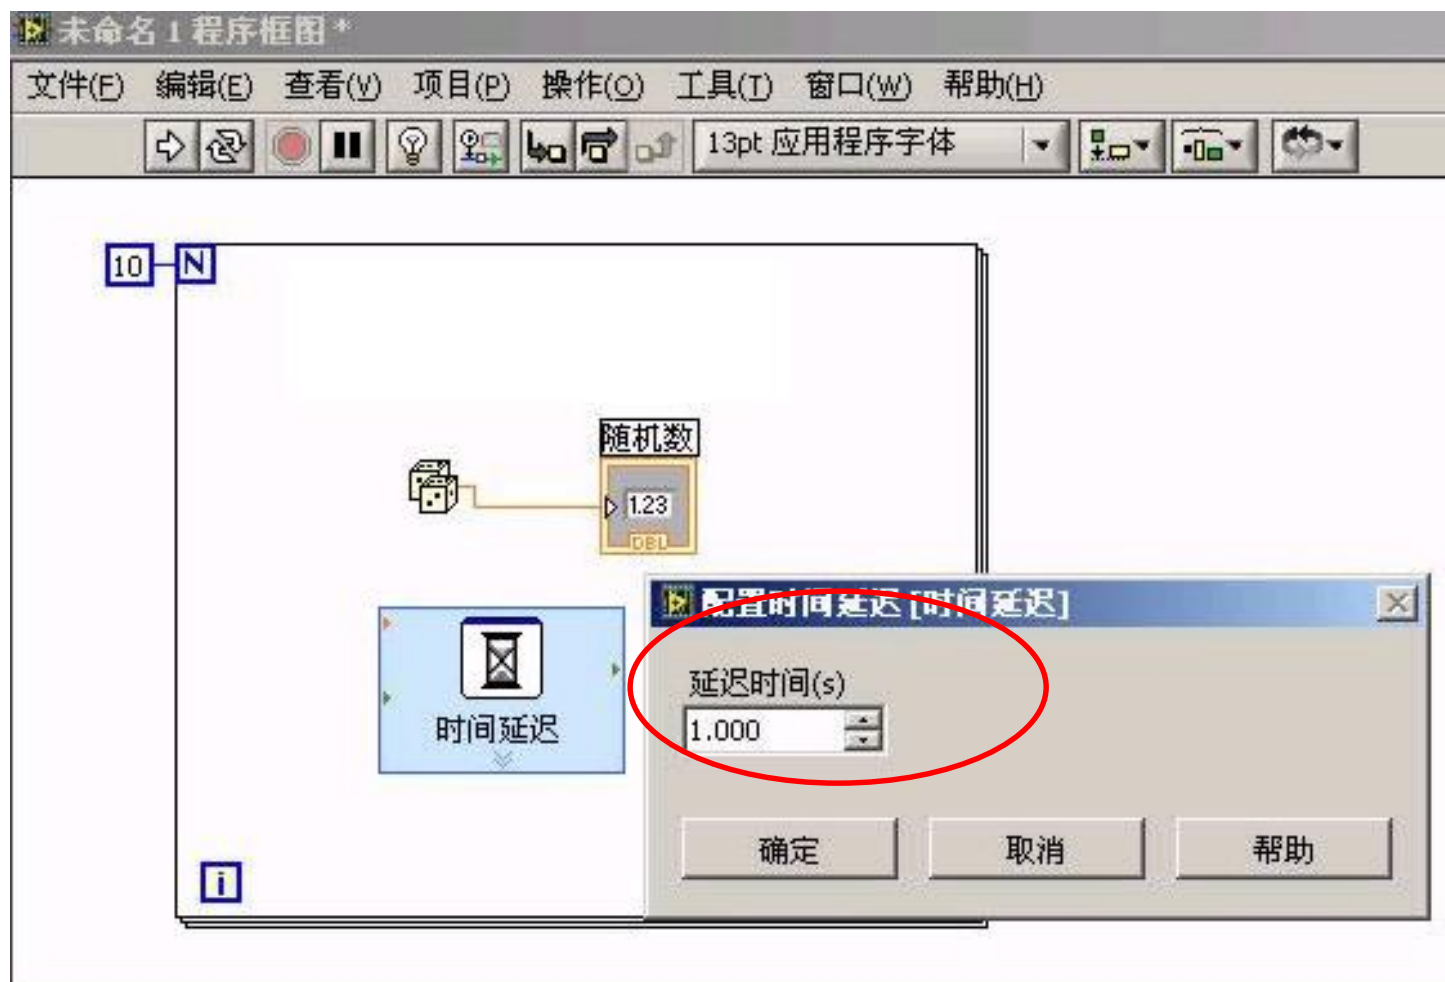 未命名 1 程序框图 *
文件(F) 编辑(E) 查看(V) 项目(P) 操作(O) 工具(T) 窗口(W) 帮助(H)
13pt 应用程序字体
10
N
随机数
1.23
DBL
配置时间延迟 [时间延迟]
延迟时间(s)
1.000
时间延迟
确定 取消 帮助
i